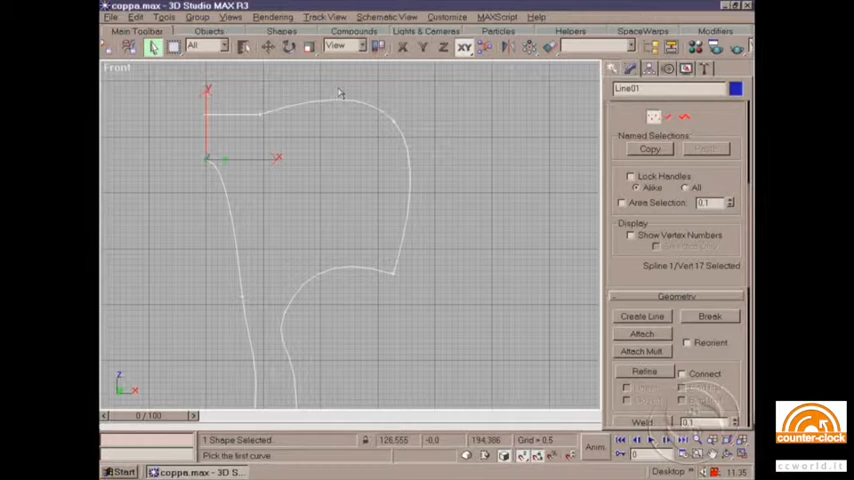 coppa.max - 3D Studio MAX R3
File Edit Tools Group Views Rendering Track View Schematic View Customize MAXScript Help
Main Toolbar Objects Shapes Compounds Lights & Cameras Particles Helpers SpaceWarps Modifiers
All View X Y Z XY
Front
Line01
y
x
z
Named Selections
Copy
Lock Handles
Alike All
Area Selection: 0.1
Display
Show Vertex Numbers
Spline 1/Vert 17 Selected
- Geometry
Create Line Break
Attach
Reorient
Attach Mult.
Refine Connect
Weld 0.1
z
x
0 / 100
1 Shape Selected 126.555 -0.0 194.386 Grid = 0.5
Pick the first curve
Anim.
0
Start coppa.max - 3D S... Desktop 11.35
counter-clock
ccworld.it